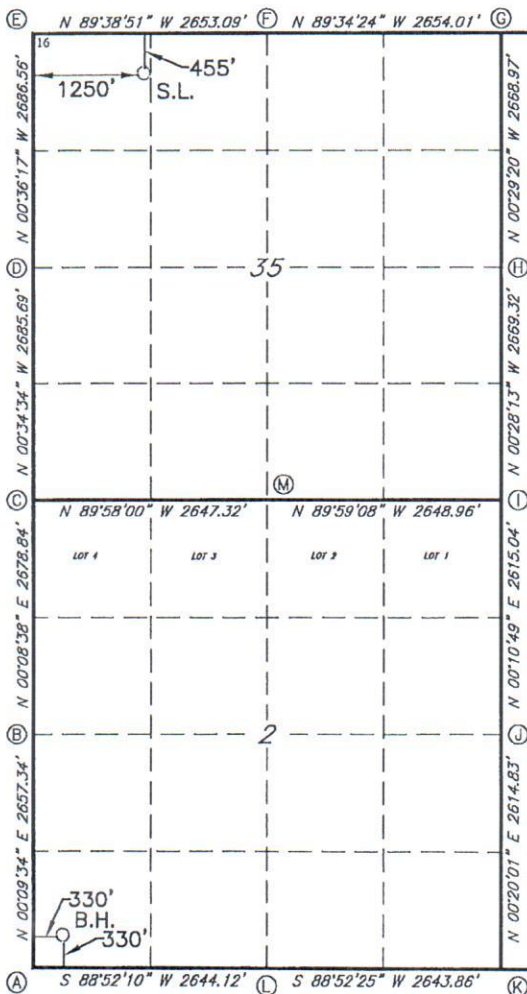 E N 89°38'51" W 2653.09' F N 89°34'24" W 2654.01' G
16
455'
1250' S.L.
N 00°36'17" W 2686.56'
N 00°29'20" W 2668.97'
D 35 H
N 00°34'34" W 2685.69'
N 00°28'13" W 2669.32'
M
C I
N 89°58'00" W 2647.32' N 89°59'08" W 2648.96'
LOT 4 LOT 3 LOT 2 LOT 1
N 00°08'38" E 2678.84'
N 00°10'49" W 2615.04'
B 2 J
N 00°09'34" E 2657.34'
N 00°20'01" W 2614.83'
330'
B.H.
330'
A S 88°52'10" W 2644.12' L S 88°52'25" W 2643.86' K